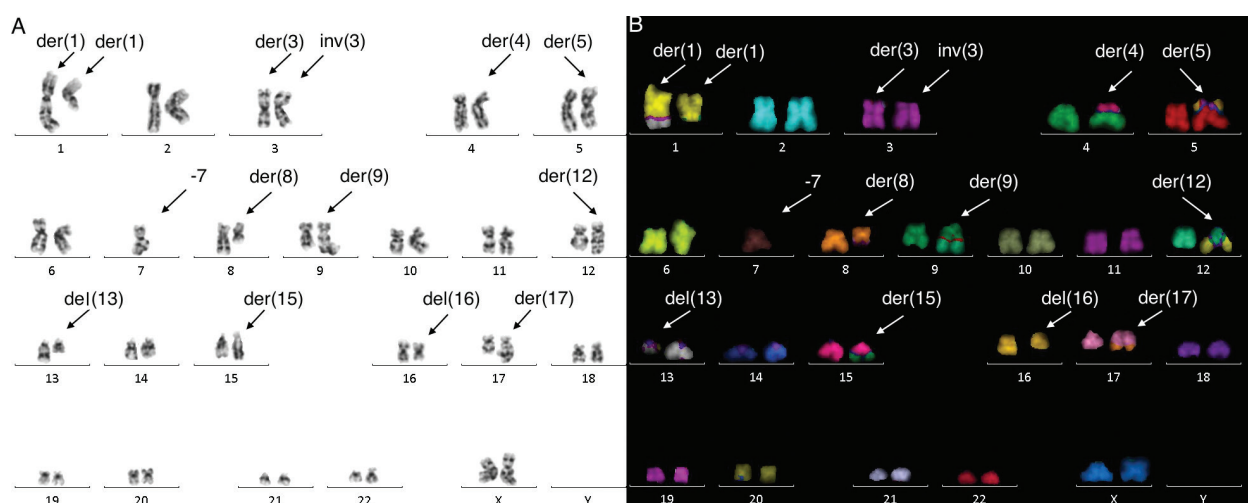 A
der(1) der(1) der(3) inv(3) der(4) der(5)
1 2 3 4 5
-7 der(8) der(9) der(12)
6 7 8 9 10 11 12
del(13) der(15) del(16) der(17)
13 14 15 16 17 18
19 20 21 22 X Y
B
der(1) der(1) der(3) inv(3) der(4) der(5)
1 2 3 4 5
-7 der(8) der(9) der(12)
6 7 8 9 10 11 12
del(13) der(15) del(16) der(17)
13 14 15 16 17 18
19 20 21 22 X Y